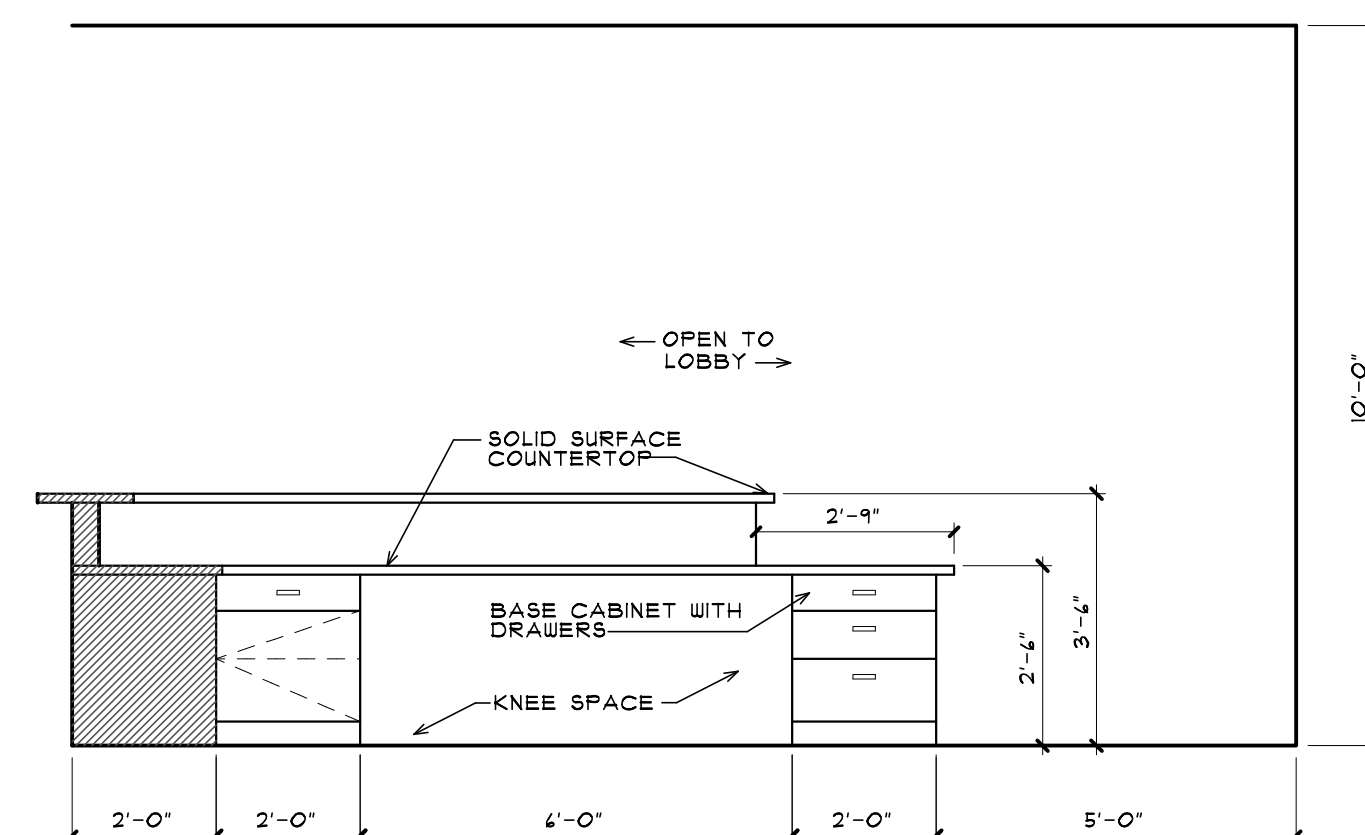 ← OPEN TO
LOBBY →
10'-0"
SOLID SURFACE
COUNTERTOP
2'-9"
BASE CABINET WITH
DRAWERS
2'-6"
3'-6"
KNEE SPACE
2'-0"
2'-0"
6'-0"
2'-0"
5'-0"